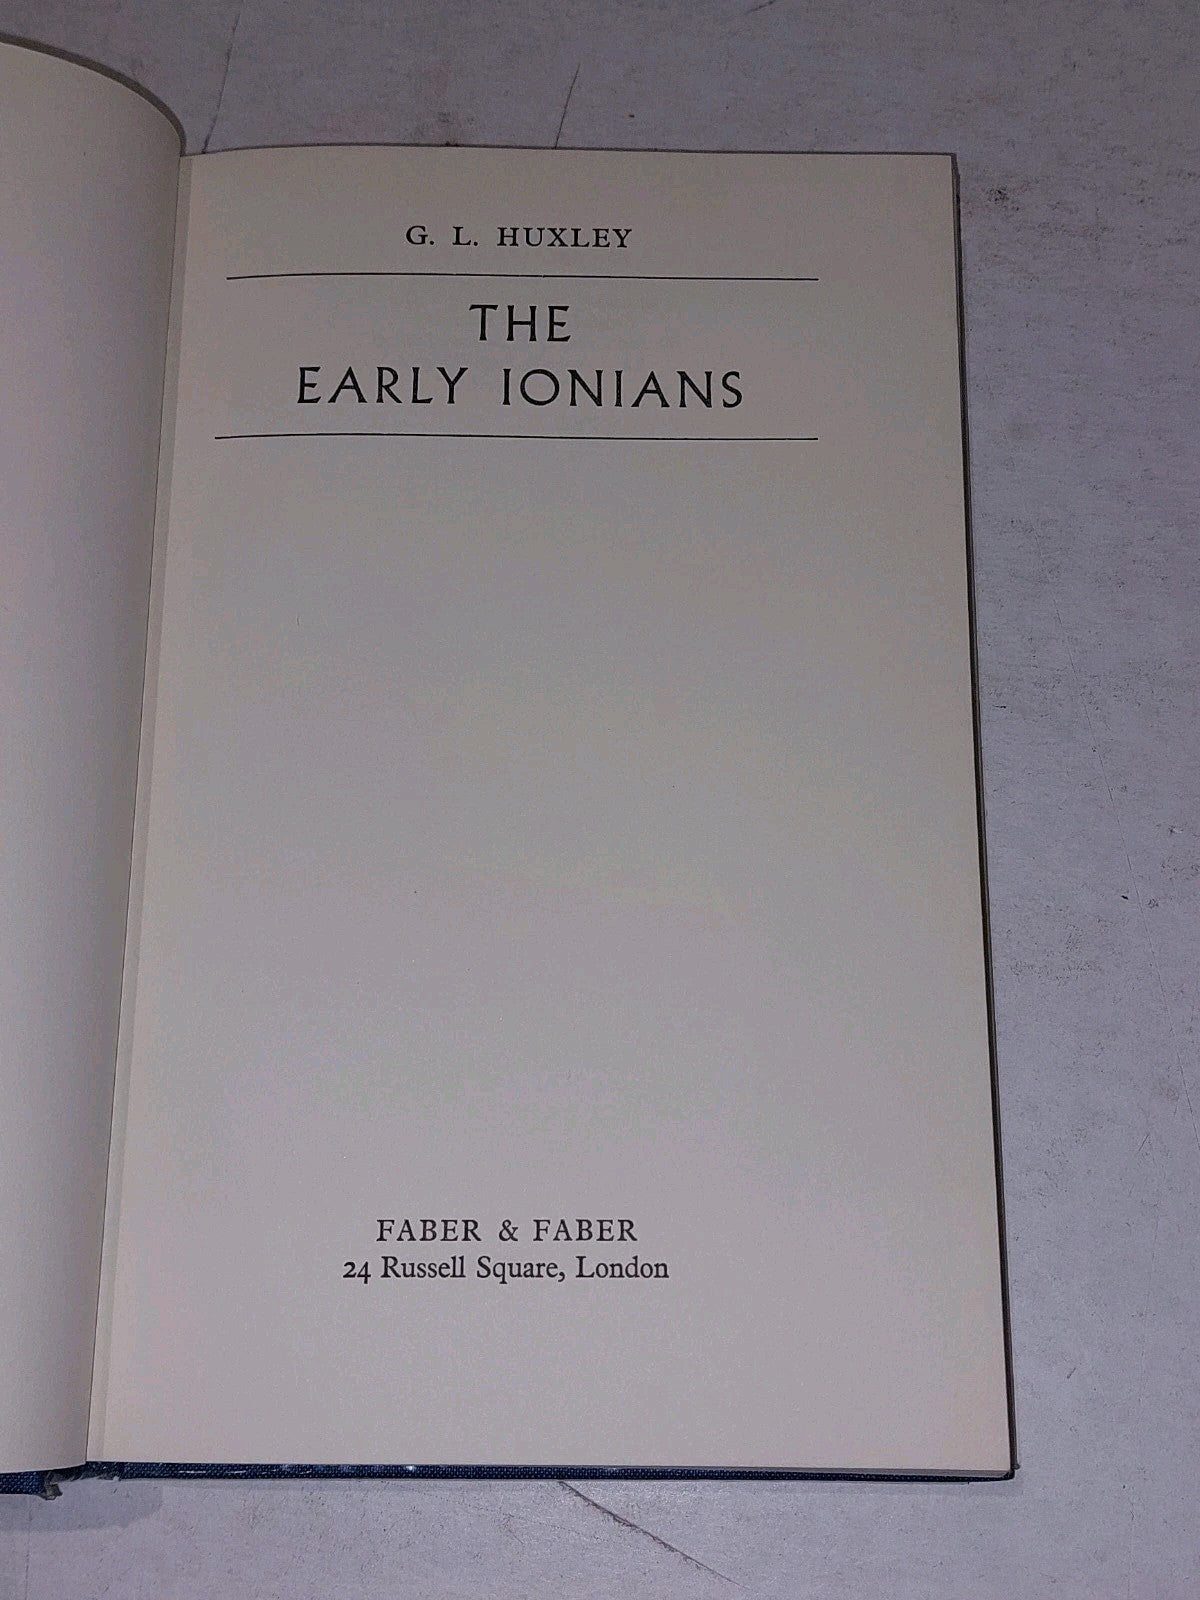 G. L. HUXLEY
THE
EARLY IONIANS
FABER & FABER
24 Russell Square, London